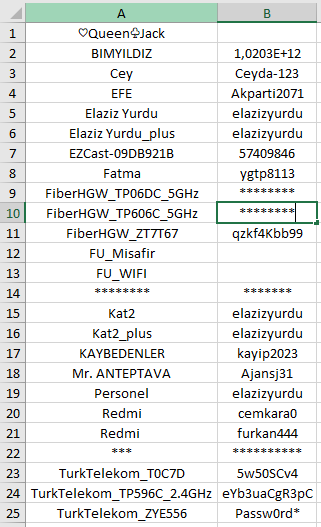 A B
1 ♡Queen♤Jack
2 BIMYILDIZ 1,0203E+12
3 Cey Ceyda-123
4 EFE Akparti2071
5 Elaziz Yurdu elazizyurdu
6 Elaziz Yurdu_plus elazizyurdu
7 EZCast-09DB921B 57409846
8 Fatma ygtp8113
9 FiberHGW_TP06DC_5GHz ********
10 FiberHGW_TP606C_5GHz ********
11 FiberHGW_ZT7T67 qzkf4Kbb99
12 FU_Misafir
13 FU_WIFI
14 ******** *******
15 Kat2 elazizyurdu
16 Kat2_plus elazizyurdu
17 KAYBEDENLER kayip2023
18 Mr. ANTEPTAVA Ajansj31
19 Personel elazizyurdu
20 Redmi cemkara0
21 Redmi furkan444
22 *** **********
23 TurkTelekom_T0C7D 5w50SCv4
24 TurkTelekom_TP596C_2.4GHz eYb3uaCgR3pC
25 TurkTelekom_ZYE556 Passw0rd*